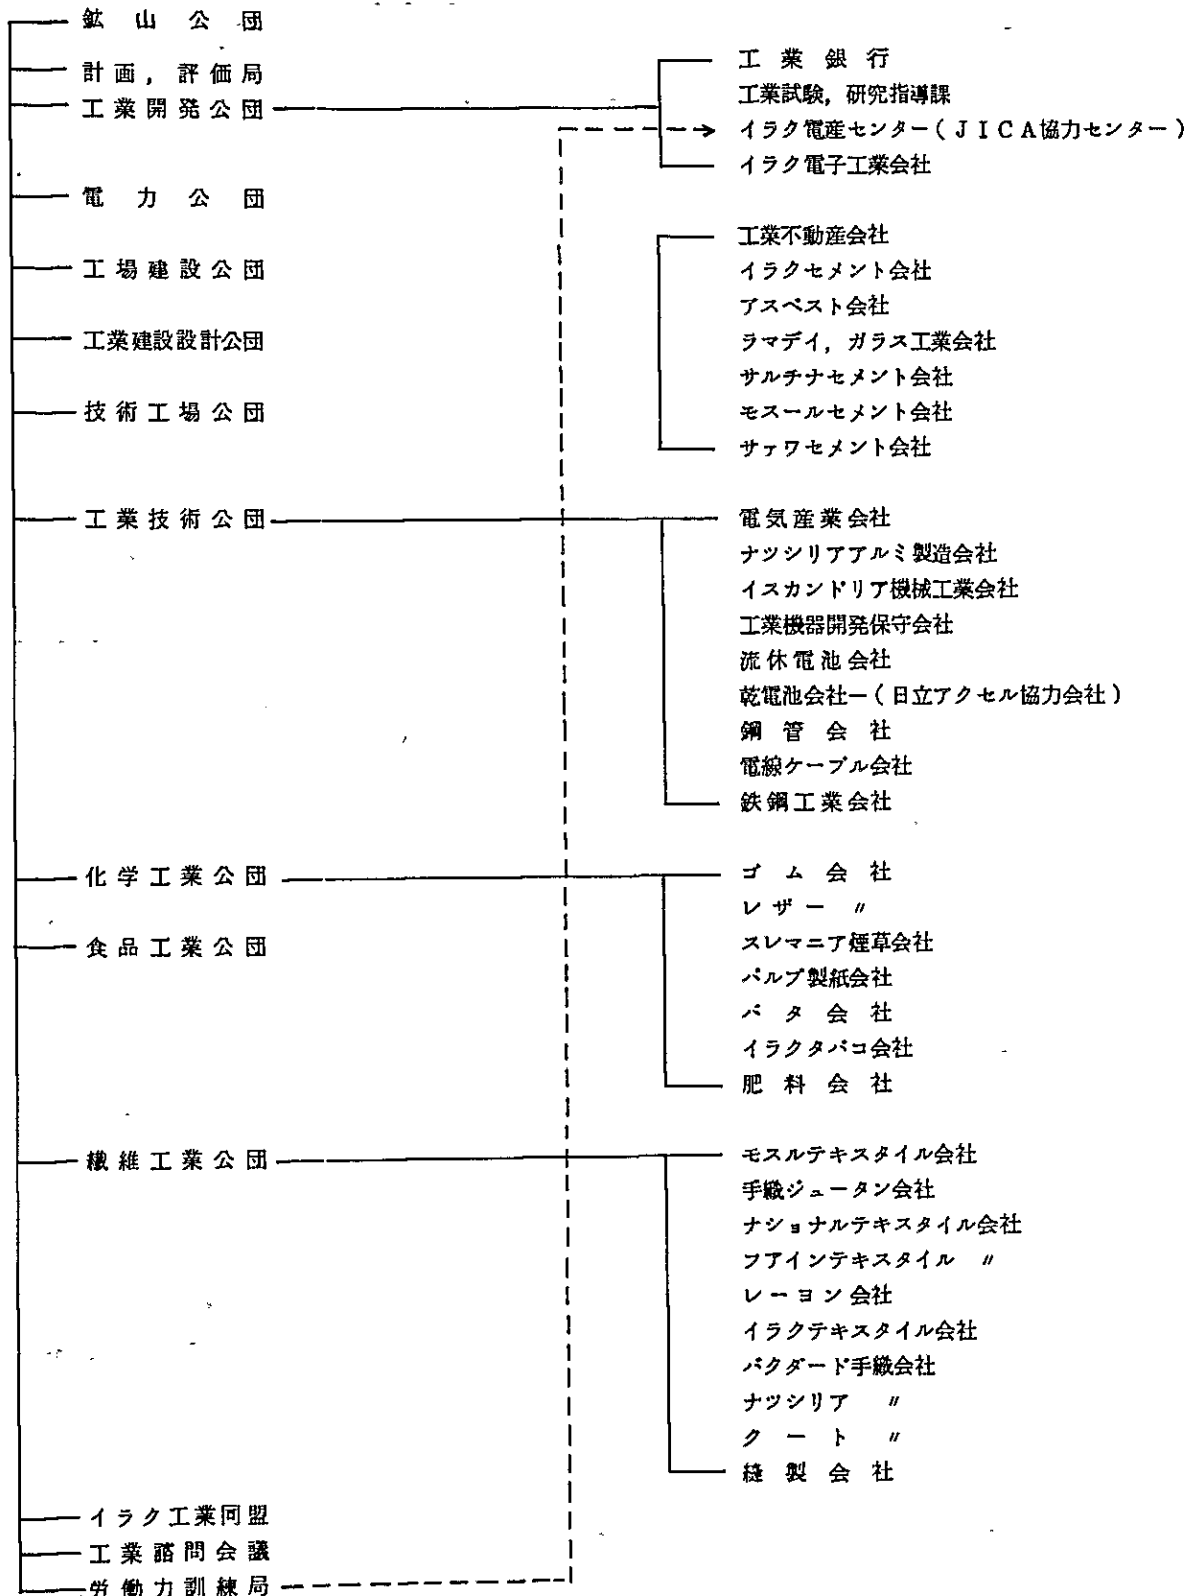 鉱山公団
計画，評価局
工業開発公団
工業銀行
工業試験，研究指導課
イラク電産センター（JICA協力センター）
イラク電子工業会社
電力公団
工場建設公団
工業建設設計公団
技術工場公団
工業不動産会社
イラクセメント会社
アスベスト会社
ラマデイ，ガラス工業会社
サルチナセメント会社
モスールセメント会社
サァワセメント会社
工業技術公団
電気産業会社
ナツシリアアルミ製造会社
イスカンドリア機械工業会社
工業機器開発保守会社
流休電池会社
乾電池会社ー（日立アクセル協力会社）
鋼管会社
電線ケーブル会社
鉄鋼工業会社
化学工業公団
ゴム会社
レザー 〃
スレマニア煙草会社
パルプ製紙会社
バタ会社
イラクタバコ会社
肥料会社
食品工業公団
繊維工業公団
モスルテキスタイル会社
手織ジュータン会社
ナショナルテキスタイル会社
フアインテキスタイル 〃
レーヨン会社
イラクテキスタイル会社
バクダード手織会社
ナツシリア 〃
クート 〃
縫製会社
イラク工業同盟
工業諮問会議
労働力訓練局